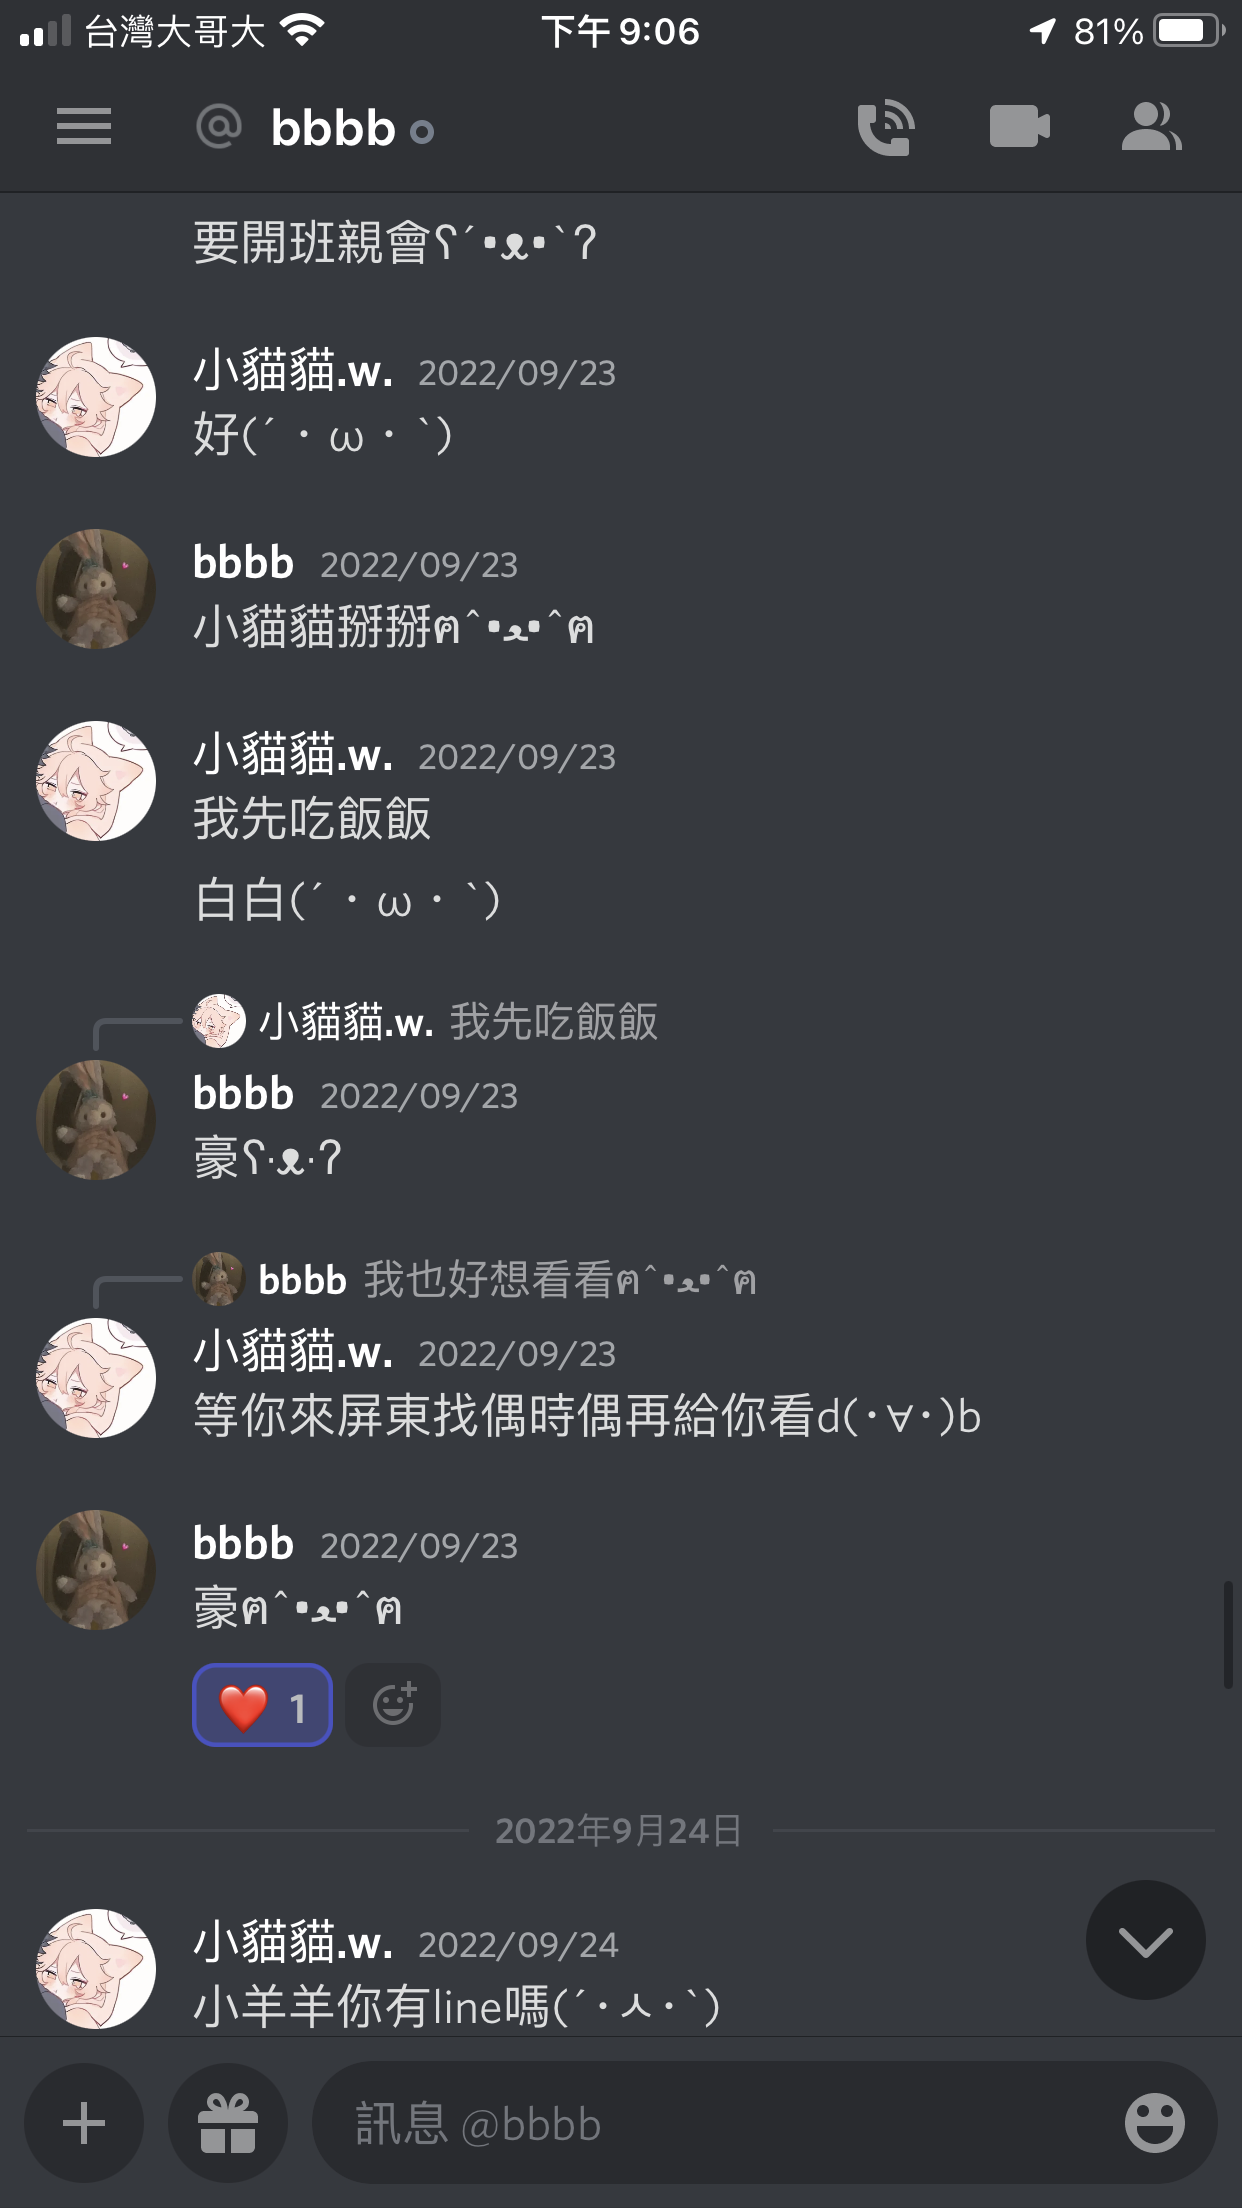 台灣大哥大 下午 9:06 81%
@ bbbb
要開班親會ʕ´•ᴥ•`ʔ
小貓貓.w. 2022/09/23
好(´・ω・`)
bbbb 2022/09/23
小貓貓掰掰ฅ^•ﻌ•^ฅ
小貓貓.w. 2022/09/23
我先吃飯飯
白白(´・ω・`)
小貓貓.w. 我先吃飯飯
bbbb 2022/09/23
豪ʕ·ᴥ·ʔ
bbbb 我也好想看看ฅ^•ﻌ•^ฅ
小貓貓.w. 2022/09/23
等你來屏東找偶時偶再給你看d(･∀･)b
bbbb 2022/09/23
豪ฅ^•ﻌ•^ฅ
❤️ 1
2022年9月24日
小貓貓.w. 2022/09/24
小羊羊你有line嗎(´･ㅅ･`)
訊息 @bbbb